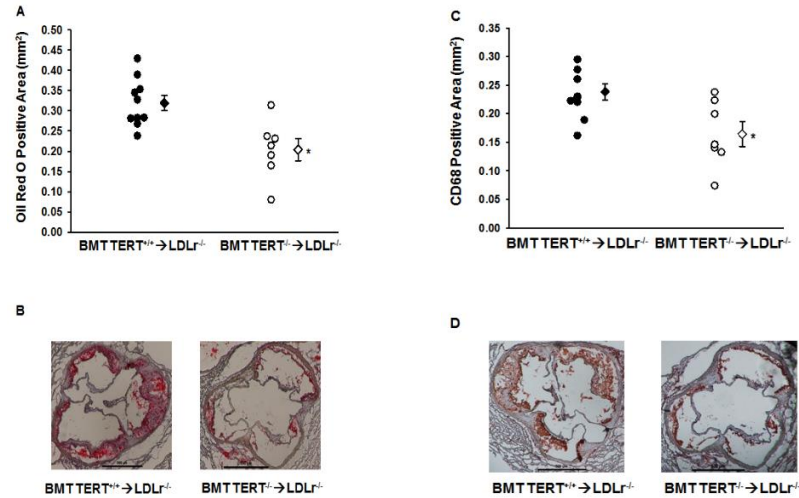 A
Oil Red O Positive Area (mm²)
0.50
0.45
0.40
0.35
0.30
0.25
0.20
0.15
0.10
0.05
0.00
*
BMT TERT⁺/⁺→LDLr⁻/⁻
BMT TERT⁻/⁻→LDLr⁻/⁻
C
CD68 Positive Area (mm²)
0.35
0.30
0.25
0.20
0.15
0.10
0.05
0.00
*
BMT TERT⁺/⁺→LDLr⁻/⁻
BMT TERT⁻/⁻→LDLr⁻/⁻
B
BMT TERT⁺/⁺→LDLr⁻/⁻
BMT TERT⁻/⁻→LDLr⁻/⁻
D
BMT TERT⁺/⁺→LDLr⁻/⁻
BMT TERT⁻/⁻→LDLr⁻/⁻